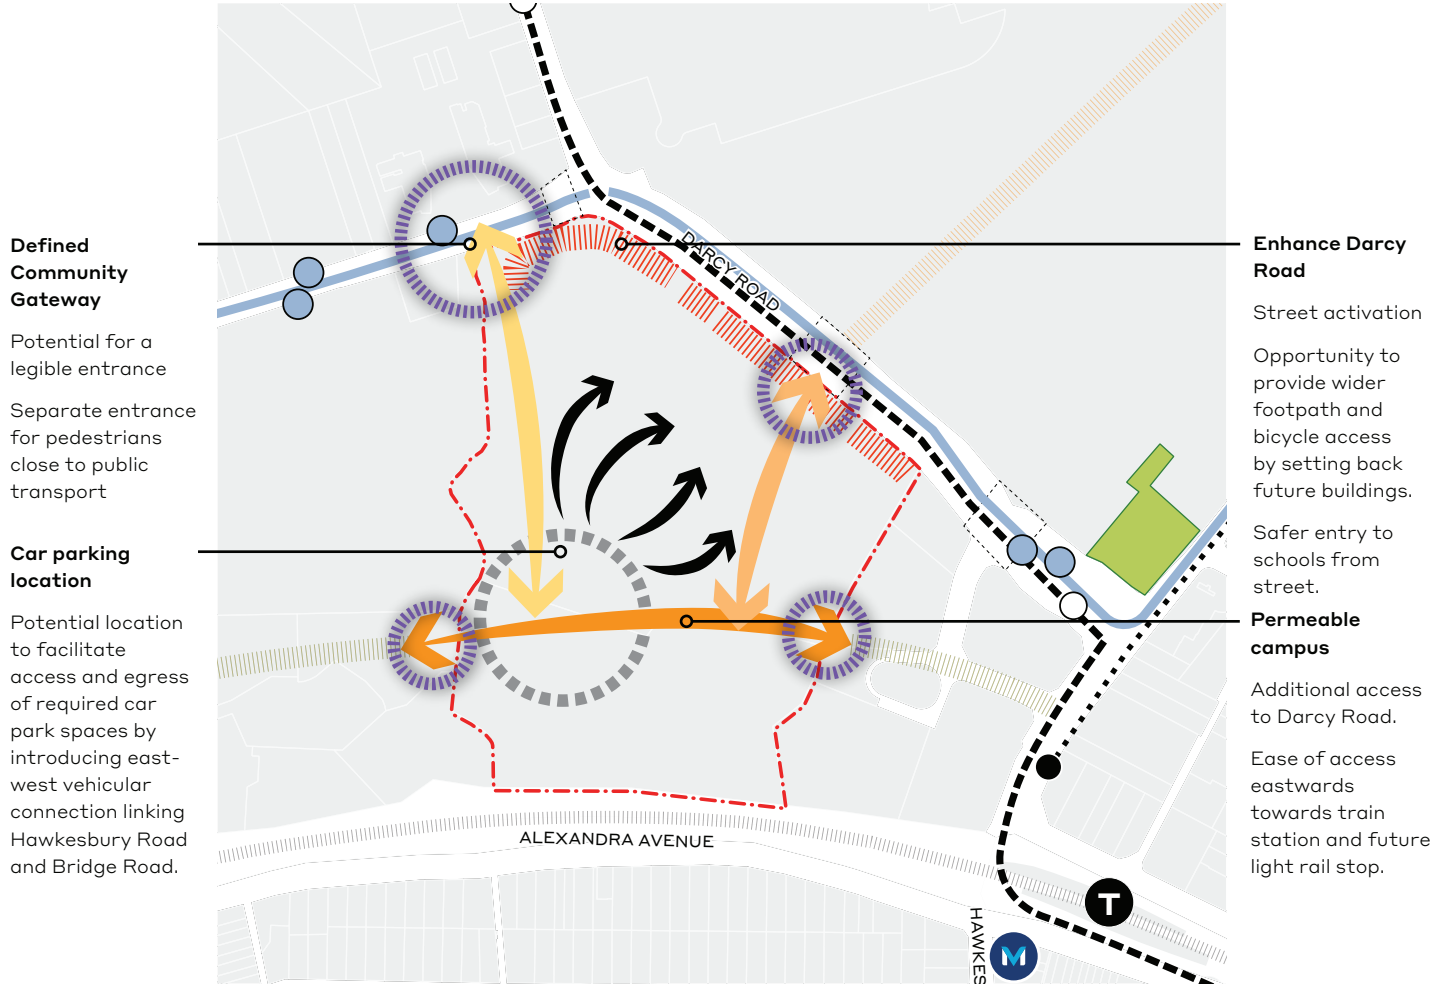 Defined
Community
Gateway
Potential for a
legible entrance
Separate entrance
for pedestrians
close to public
transport
Car parking
location
Potential location
to facilitate
access and egress
of required car
park spaces by
introducing east-
west vehicular
connection linking
Hawkesbury Road
and Bridge Road.
DARCY ROAD
ALEXANDRA AVENUE
HAWKES
T
M
Enhance Darcy
Road
Street activation
Opportunity to
provide wider
footpath and
bicycle access
by setting back
future buildings.
Safer entry to
schools from
street.
Permeable
campus
Additional access
to Darcy Road.
Ease of access
eastwards
towards train
station and future
light rail stop.